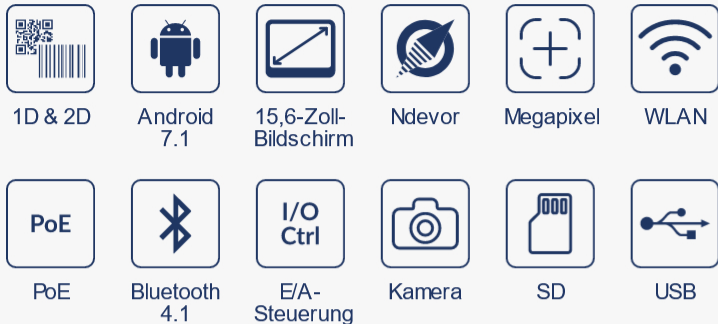 1D & 2D
Android
7.1
15,6-Zoll-
Bildschirm
Ndevor
Megapixel
WLAN
PoE
I/O
Ctrl
PoE
Bluetooth
4.1
E/A-
Steuerung
Kamera
SD
USB